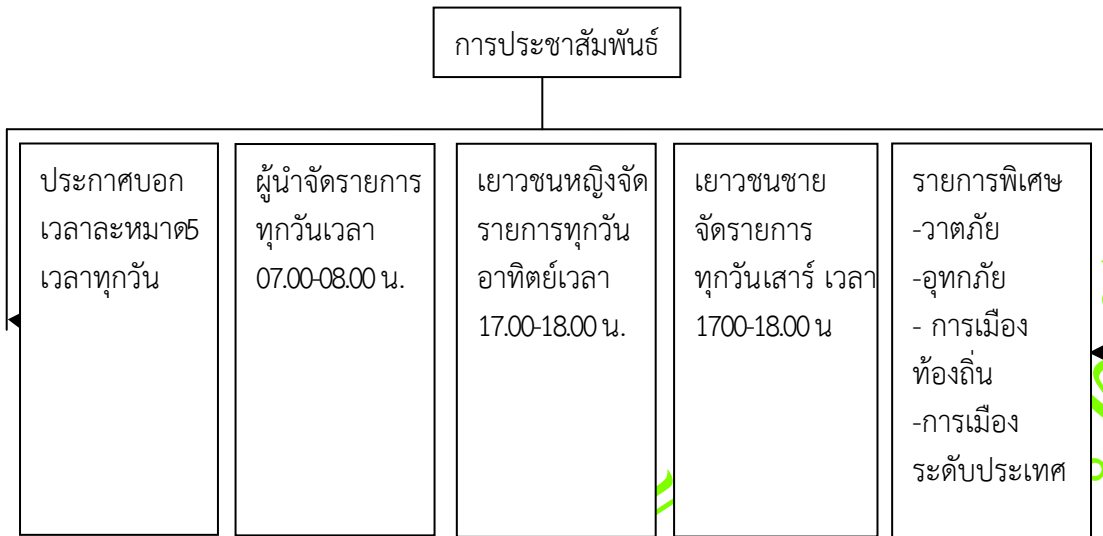 การประชาสัมพันธ์
ประกาศบอก
เวลาละหมาด5
เวลาทุกวัน
ผู้นำจัดรายการ
ทุกวันเวลา
07.00-08.00 น.
เยาวชนหญิงจัด
รายการทุกวัน
อาทิตย์เวลา
17.00-18.00 น.
เยาวชนชาย
จัดรายการ
ทุกวันเสาร์ เวลา
1700-18.00 น
รายการพิเศษ
-วาตภัย
-อุทกภัย
- การเมือง
ท้องถิ่น
-การเมือง
ระดับประเทศ